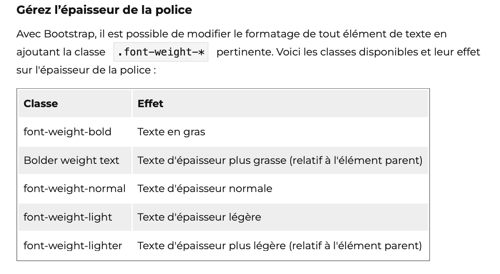 Gérez l'épaisseur de la police
Avec Bootstrap, il est possible de modifier le formatage de tout élément de texte en
ajoutant la classe .font-weight-* pertinente. Voici les classes disponibles et leur effet
sur l'épaisseur de la police :
Classe Effet
font-weight-bold Texte en gras
Bolder weight text Texte d'épaisseur plus grasse (relatif à l'élément parent)
font-weight-normal Texte d'épaisseur normale
font-weight-light Texte d'épaisseur légère
font-weight-lighter Texte d'épaisseur plus légère (relatif à l'élément parent)